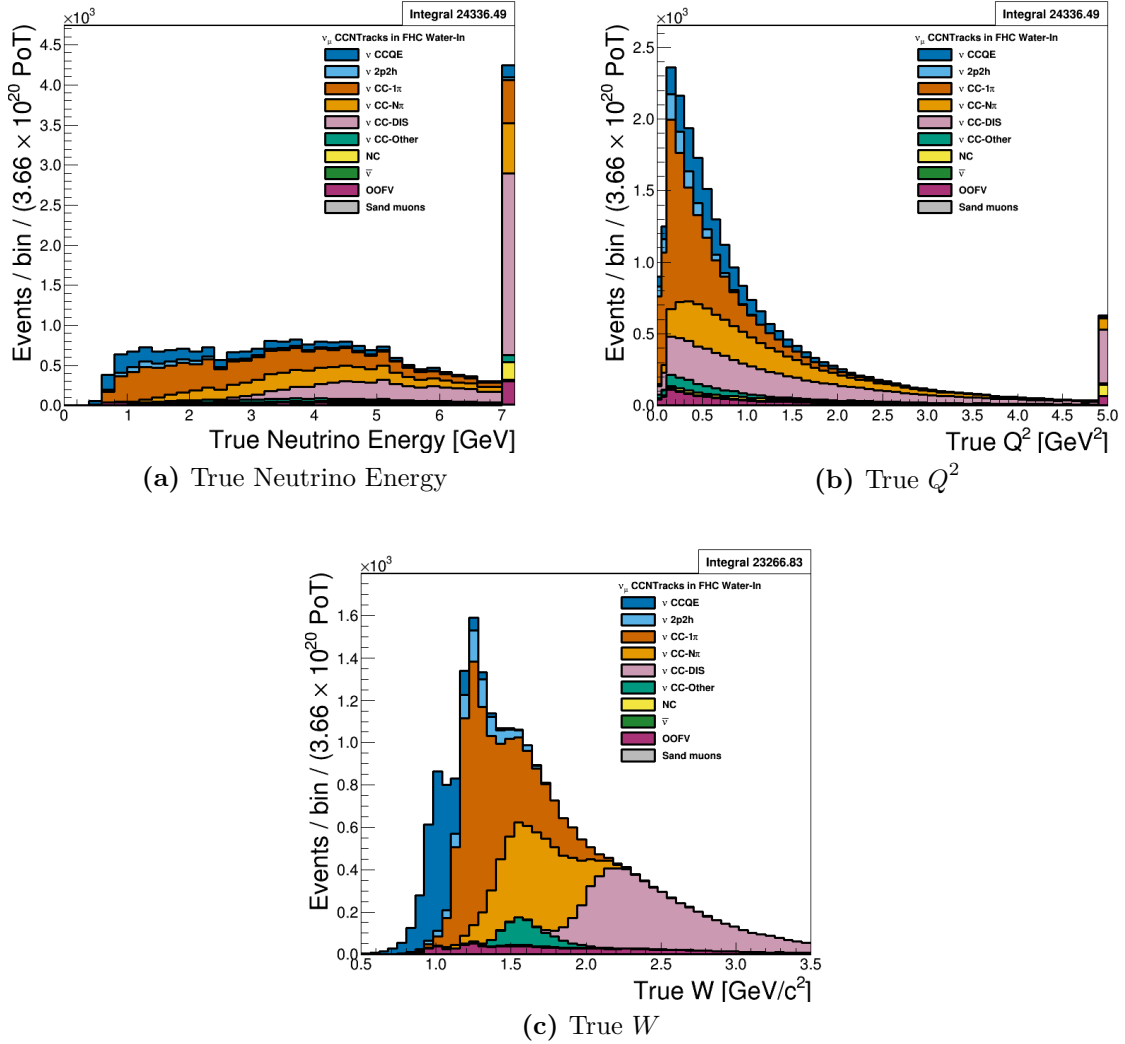 ×10³
Integral 24336.49
ν_μ CCNTracks in FHC Water-In
ν CCQE
ν 2p2h
ν CC-1π
ν CC-Nπ
ν CC-DIS
ν CC-Other
NC
ν̅
OOFV
Sand muons
Events / bin / (3.66 × 10²⁰ PoT)
4.5
4.0
3.5
3.0
2.5
2.0
1.5
1.0
0.5
0.0
0 1 2 3 4 5 6 7
True Neutrino Energy [GeV]
(a) True Neutrino Energy
×10³
Integral 24336.49
ν_μ CCNTracks in FHC Water-In
ν CCQE
ν 2p2h
ν CC-1π
ν CC-Nπ
ν CC-DIS
ν CC-Other
NC
ν̅
OOFV
Sand muons
Events / bin / (3.66 × 10²⁰ PoT)
2.5
2.0
1.5
1.0
0.5
0.0
0.0 0.5 1.0 1.5 2.0 2.5 3.0 3.5 4.0 4.5 5.0
True Q² [GeV²]
(b) True Q²
×10³
Integral 23266.83
ν_μ CCNTracks in FHC Water-In
ν CCQE
ν 2p2h
ν CC-1π
ν CC-Nπ
ν CC-DIS
ν CC-Other
NC
ν̅
OOFV
Sand muons
Events / bin / (3.66 × 10²⁰ PoT)
1.6
1.4
1.2
1.0
0.8
0.6
0.4
0.2
0.0
0.5 1.0 1.5 2.0 2.5 3.0 3.5
True W [GeV/c²]
(c) True W